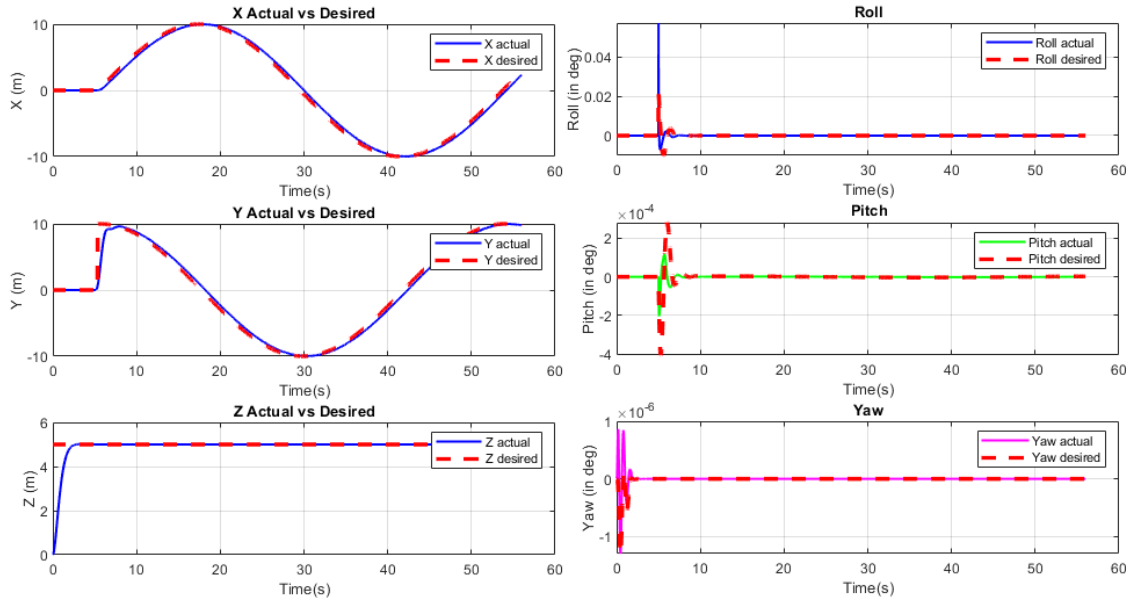 X Actual vs Desired
10
0
-10
X (m)
X actual
X desired
0
10
20
30
40
50
60
Time(s)
Roll
0.04
0.02
0
Roll (in deg)
Roll actual
Roll desired
0
10
20
30
40
50
60
Time(s)
Y Actual vs Desired
10
0
-10
Y (m)
Y actual
Y desired
0
10
20
30
40
50
60
Time(s)
Pitch
×10-4
2
0
-2
-4
Pitch (in deg)
Pitch actual
Pitch desired
0
10
20
30
40
50
60
Time(s)
Z Actual vs Desired
6
4
2
0
Z (m)
Z actual
Z desired
0
10
20
30
40
50
60
Time(s)
Yaw
×10-6
1
0
-1
Yaw (in deg)
Yaw actual
Yaw desired
0
10
20
30
40
50
60
Time(s)